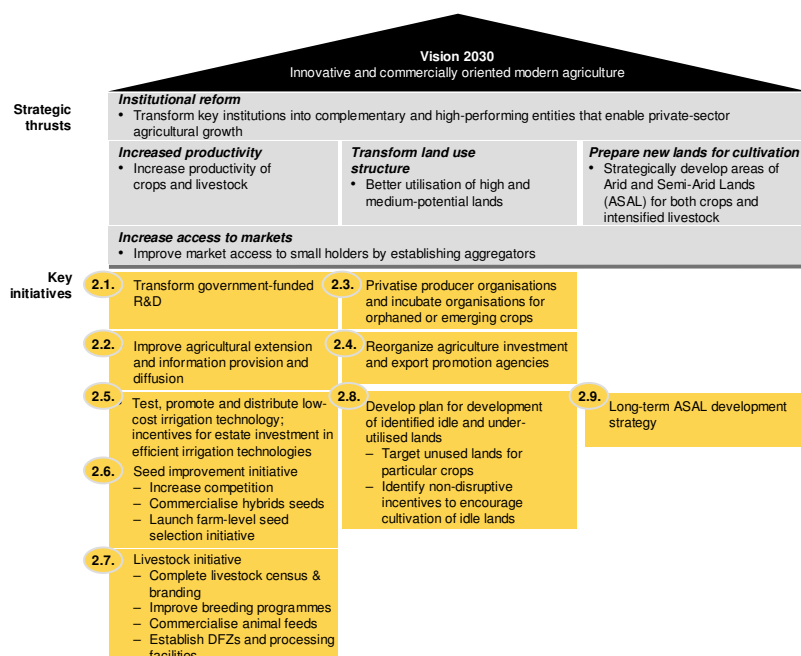 Vision 2030
Innovative and commercially oriented modern agriculture
Strategic
thrusts
Institutional reform
• Transform key institutions into complementary and high-performing entities that enable private-sector
agricultural growth
Increased productivity
• Increase productivity of
crops and livestock
Transform land use
structure
• Better utilisation of high and
medium-potential lands
Prepare new lands for cultivation
• Strategically develop areas of
Arid and Semi-Arid Lands
(ASAL) for both crops and
intensified livestock
Increase access to markets
• Improve market access to small holders by establishing aggregators
Key
initiatives
2.1. Transform government-funded
R&D
2.3. Privatise producer organisations
and incubate organisations for
orphaned or emerging crops
2.2. Improve agricultural extension
and information provision and
diffusion
2.4. Reorganize agriculture investment
and export promotion agencies
2.5. Test, promote and distribute low-
cost irrigation technology;
incentives for estate investment in
efficient irrigation technologies
2.8. Develop plan for development
of identified idle and under-
utilised lands
– Target unused lands for
particular crops
– Identify non-disruptive
incentives to encourage
cultivation of idle lands
2.9. Long-term ASAL development
strategy
2.6. Seed improvement initiative
– Increase competition
– Commercialise hybrids seeds
– Launch farm-level seed
selection initiative
2.7. Livestock initiative
– Complete livestock census &
branding
– Improve breeding programmes
– Commercialise animal feeds
– Establish DFZs and processing
facilities